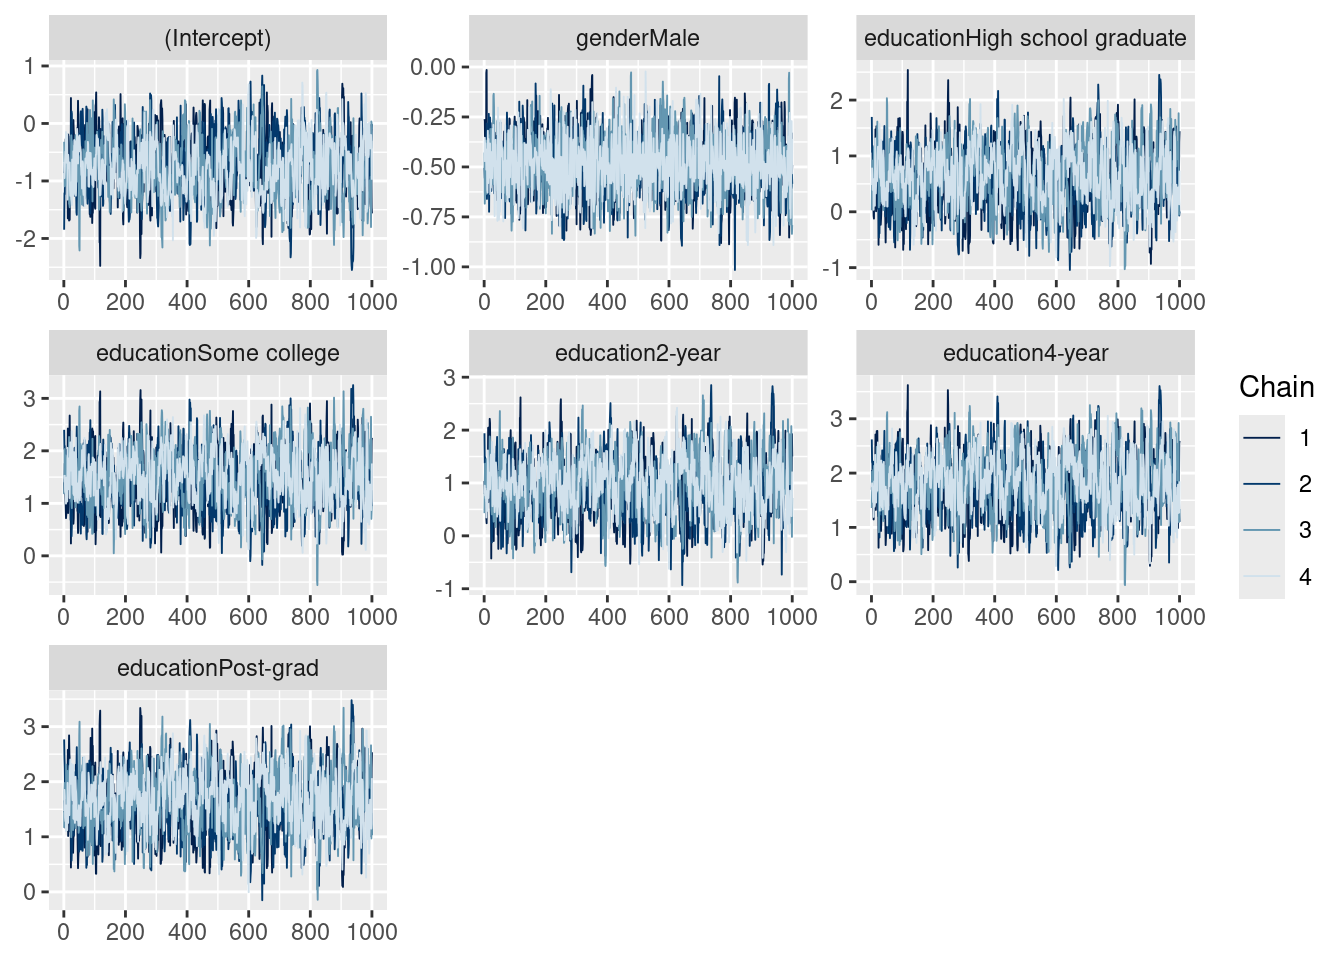 (Intercept)
genderMale
educationHigh school graduate
1
0
-1
-2
0.00
-0.25
-0.50
-0.75
-1.00
2
1
0
-1
0 200 400 600 800 1000
0 200 400 600 800 1000
0 200 400 600 800 1000
educationSome college
education2-year
education4-year
3
2
1
0
3
2
1
0
-1
3
2
1
0
0 200 400 600 800 1000
0 200 400 600 800 1000
0 200 400 600 800 1000
Chain
1
2
3
4
educationPost-grad
3
2
1
0
0 200 400 600 800 1000